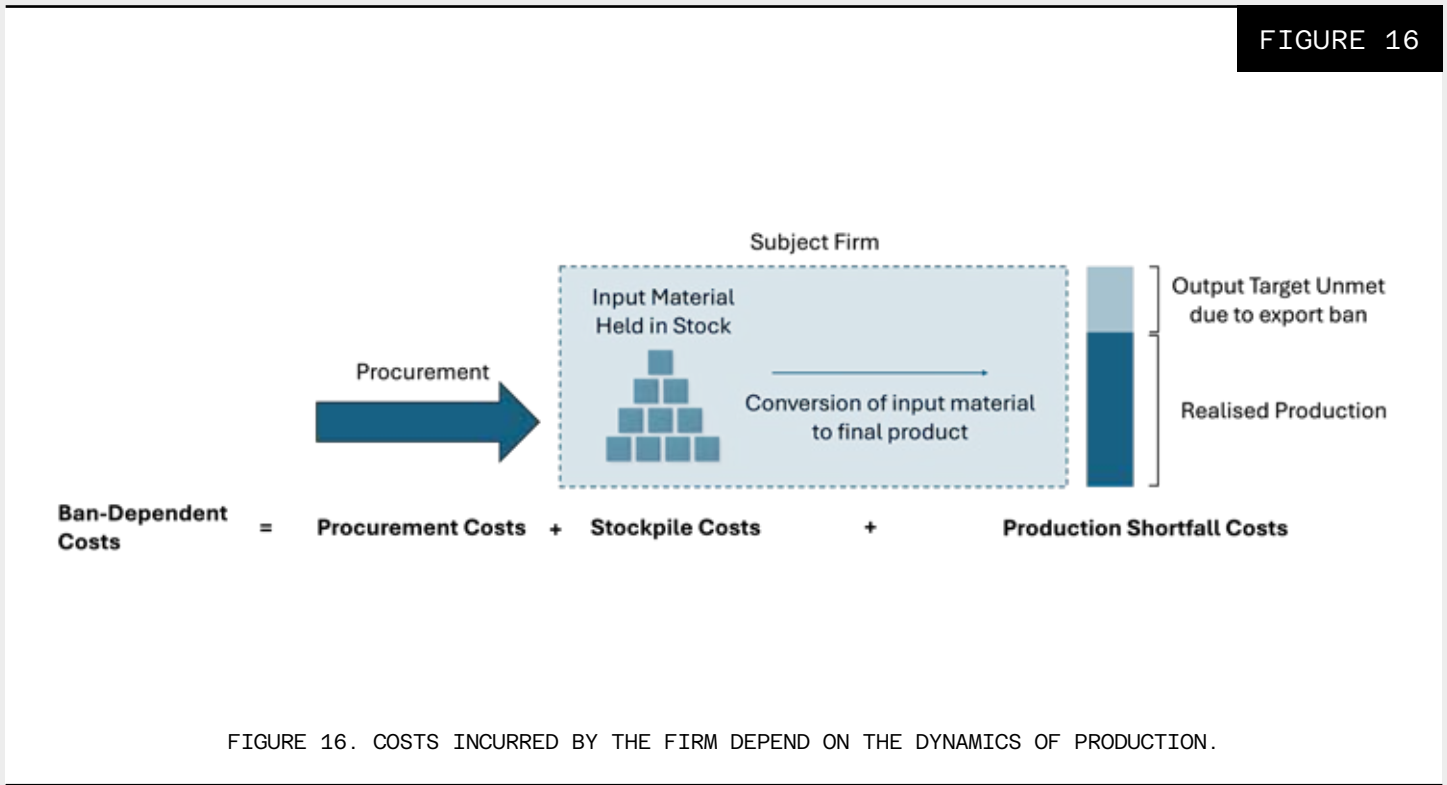 FIGURE 16
Subject Firm
Input Material
Held in Stock
Procurement
Conversion of input material
to final product
Output Target Unmet
due to export ban
Realised Production
Ban-Dependent
Costs
=
Procurement Costs + Stockpile Costs + Production Shortfall Costs
FIGURE 16. COSTS INCURRED BY THE FIRM DEPEND ON THE DYNAMICS OF PRODUCTION.